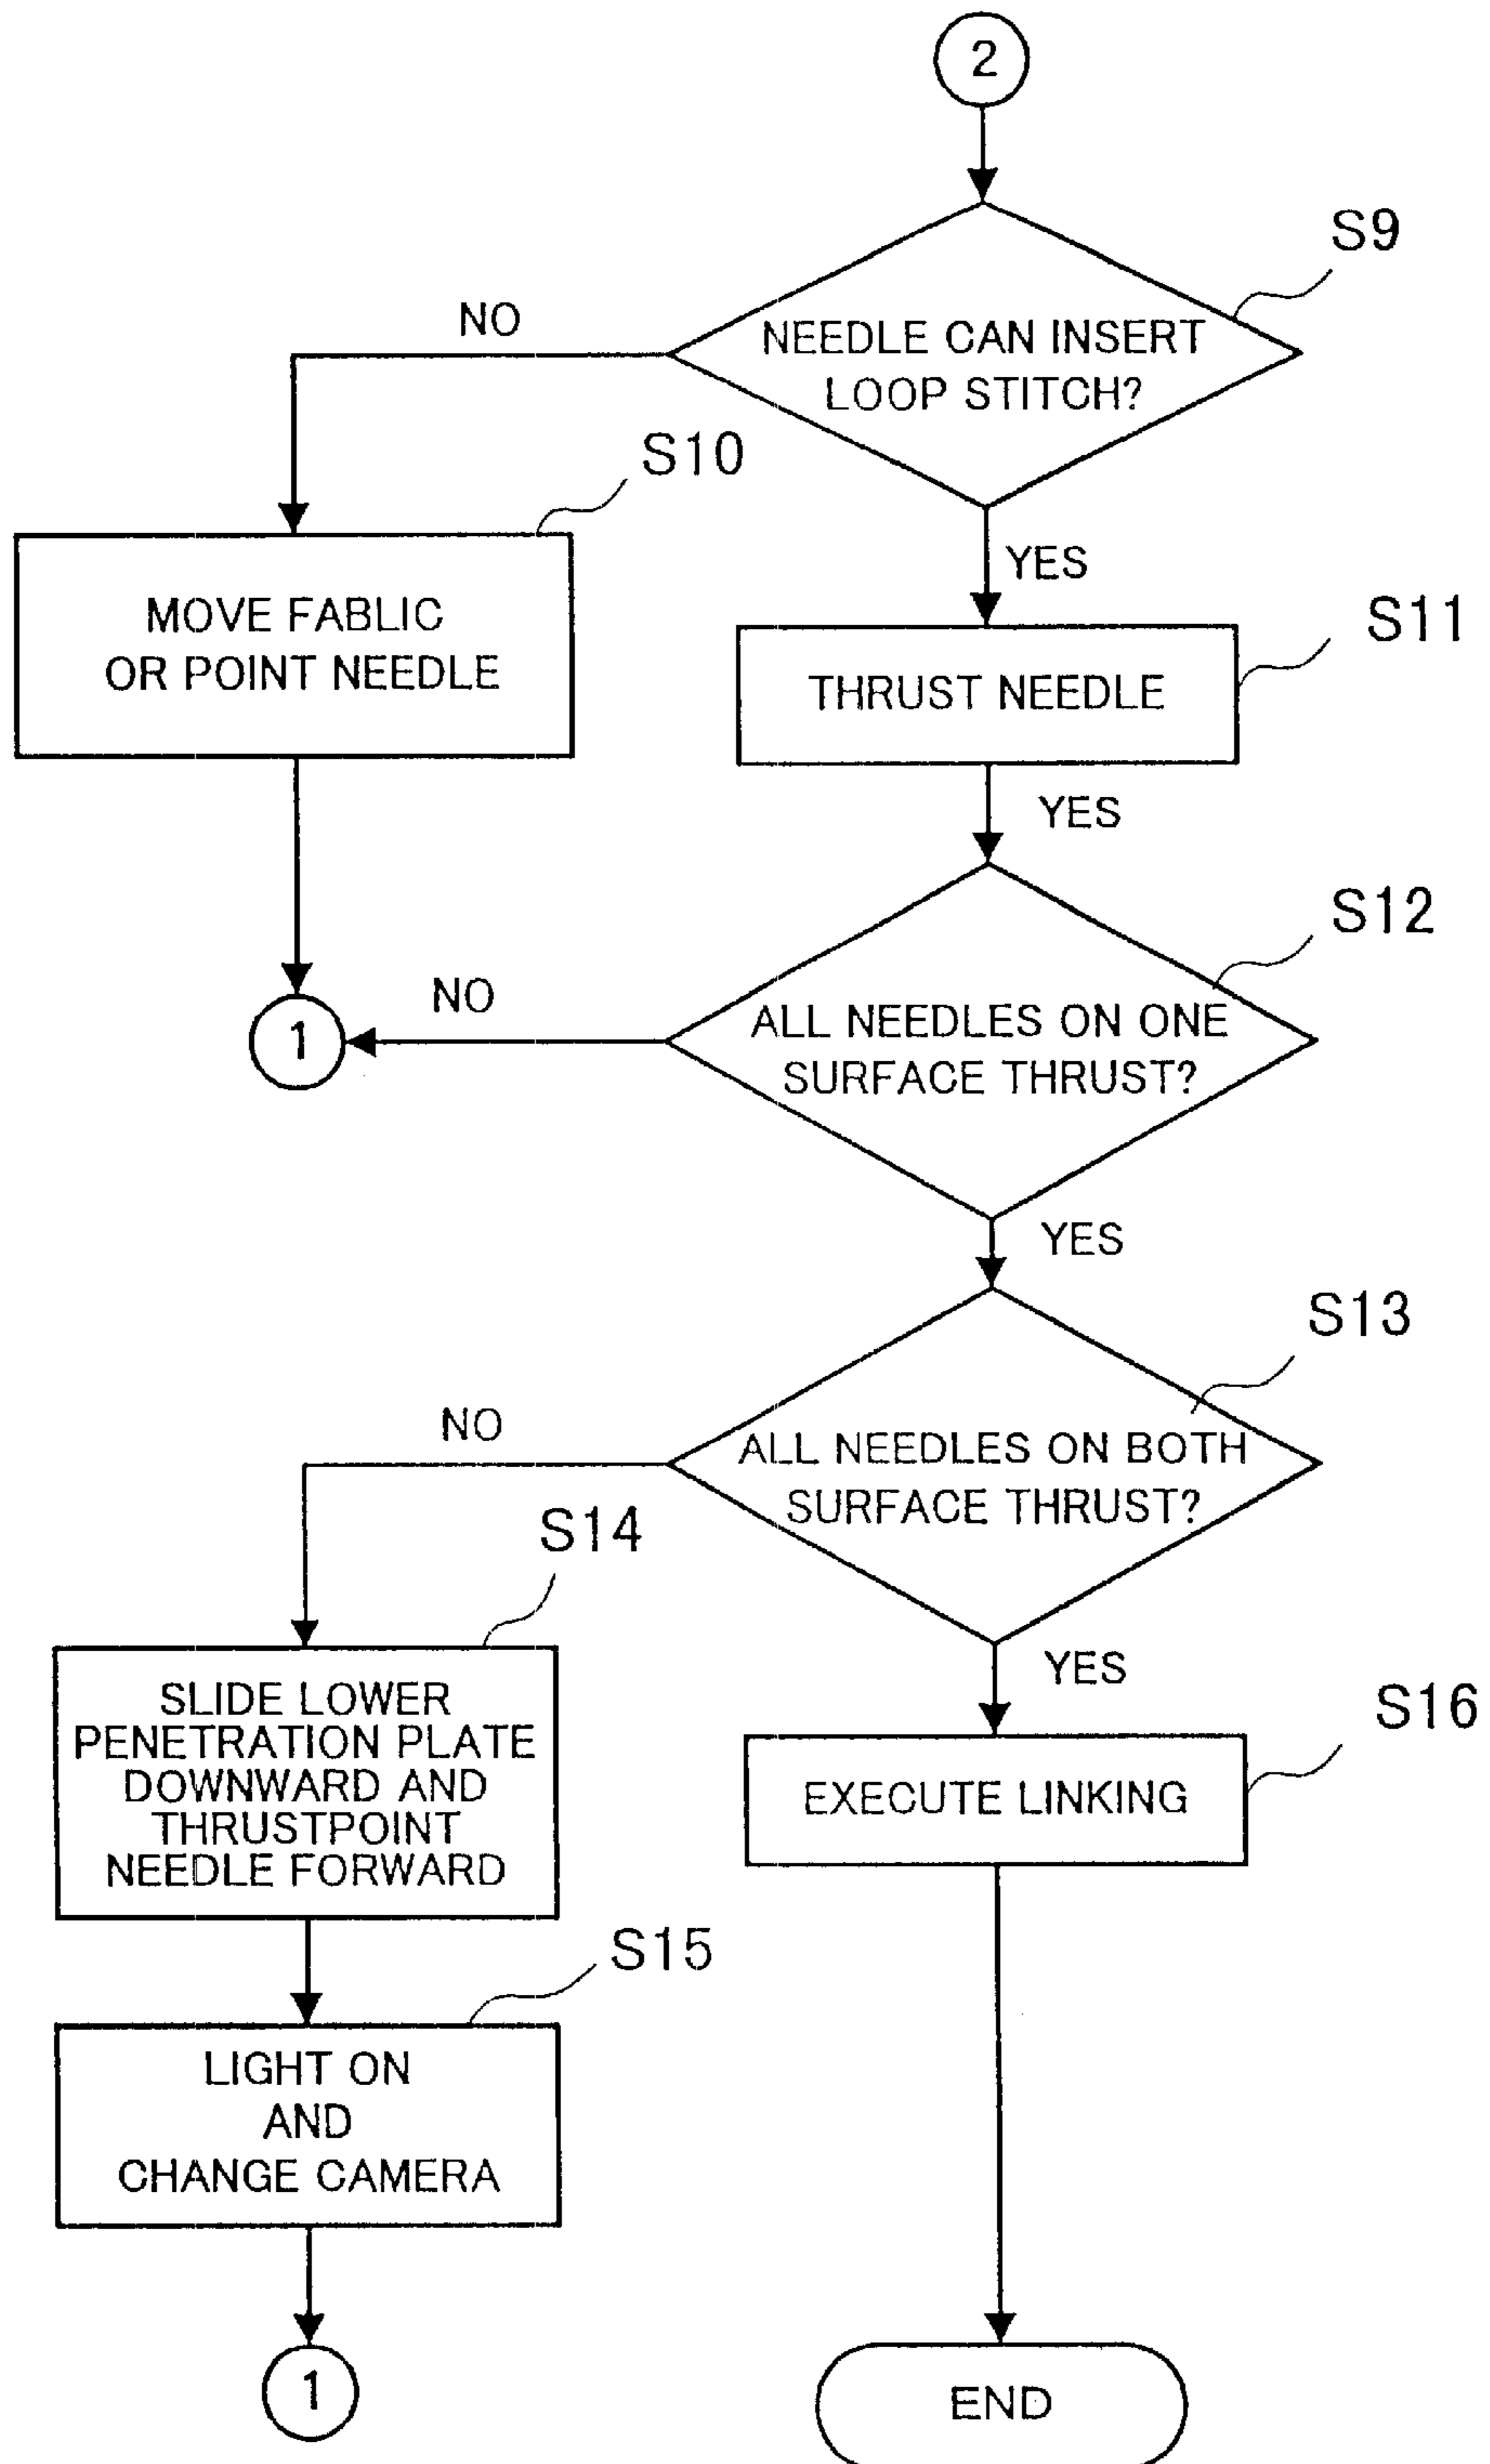 2
S9
NEEDLE CAN INSERT
LOOP STITCH?
NO
YES
S10
MOVE FABLIC
OR POINT NEEDLE
S11
THRUST NEEDLE
YES
S12
ALL NEEDLES ON ONE
SURFACE THRUST?
NO
1
YES
S13
ALL NEEDLES ON BOTH
SURFACE THRUST?
NO
YES
S14
SLIDE LOWER
PENETRATION PLATE
DOWNWARD AND
THRUSTPOINT
NEEDLE FORWARD
S16
EXECUTE LINKING
S15
LIGHT ON
AND
CHANGE CAMERA
1
END